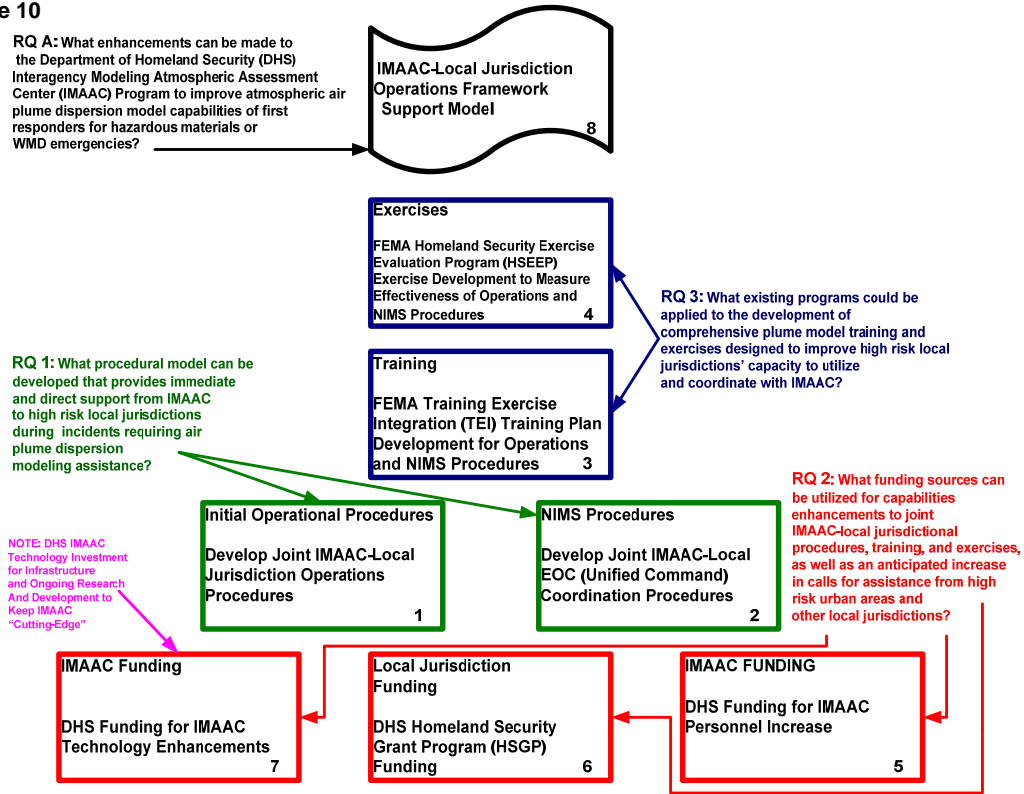 e 10
RQ A: What enhancements can be made to
the Department of Homeland Security (DHS)
Interagency Modeling Atmospheric Assessment
Center (IMAAC) Program to improve atmospheric air
plume dispersion model capabilities of first
responders for hazardous materials or
WMD emergencies?
IMAAC-Local Jurisdiction
Operations Framework
Support Model
8
Exercises
FEMA Homeland Security Exercise
Evaluation Program (HSEEP)
Exercise Development to Measure
Effectiveness of Operations and
NIMS Procedures 4
RQ 3: What existing programs could be
applied to the development of
comprehensive plume model training and
exercises designed to improve high risk local
jurisdictions' capacity to utilize
and coordinate with IMAAC?
RQ 1: What procedural model can be
developed that provides immediate
and direct support from IMAAC
to high risk local jurisdictions
during incidents requiring air
plume dispersion
modeling assistance?
Training
FEMA Training Exercise
Integration (TEI) Training Plan
Development for Operations
and NIMS Procedures 3
RQ 2: What funding sources can
be utilized for capabilities
enhancements to joint
IMAAC-local jurisdictional
procedures, training, and exercises,
as well as an anticipated increase
in calls for assistance from high
risk urban areas and
other local jurisdictions?
Initial Operational Procedures
Develop Joint IMAAC-Local
Jurisdiction Operations
Procedures
1
NIMS Procedures
Develop Joint IMAAC-Local
EOC (Unified Command)
Coordination Procedures
2
NOTE: DHS IMAAC
Technology Investment
for Infrastructure
and Ongoing Research
And Development to
Keep IMAAC
"Cutting-Edge"
IMAAC Funding
DHS Funding for IMAAC
Technology Enhancements
7
Local Jurisdiction
Funding
DHS Homeland Security
Grant Program (HSGP)
Funding 6
IMAAC FUNDING
DHS Funding for IMAAC
Personnel Increase
5